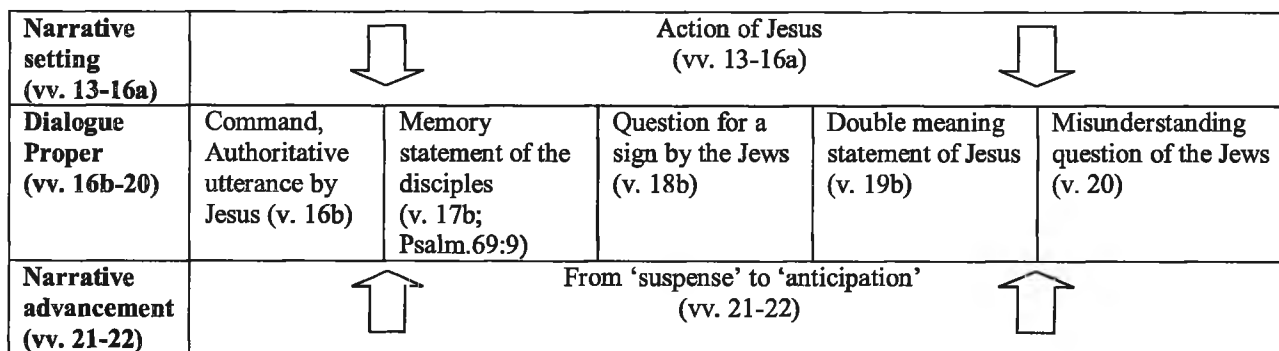 Narrative
setting
(vv. 13-16a)
Action of Jesus
(vv. 13-16a)
Dialogue
Proper
(vv. 16b-20)
Command,
Authoritative
utterance by
Jesus (v. 16b)
Memory
statement of the
disciples
(v. 17b;
Psalm.69:9)
Question for a
sign by the Jews
(v. 18b)
Double meaning
statement of Jesus
(v. 19b)
Misunderstanding
question of the Jews
(v. 20)
Narrative
advancement
(vv. 21-22)
From ‘suspense’ to ‘anticipation’
(vv. 21-22)